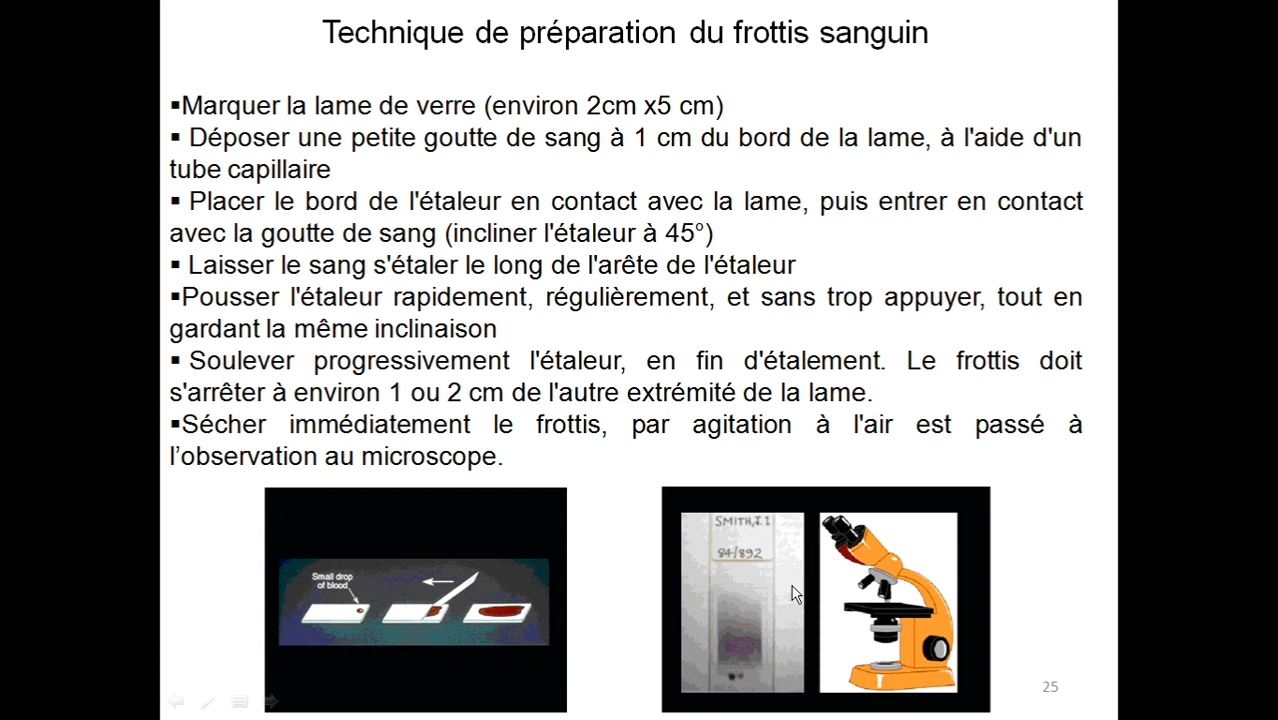 Technique de préparation du frottis sanguin
▪Marquer la lame de verre (environ 2cm x5 cm)
▪ Déposer une petite goutte de sang à 1 cm du bord de la lame, à l'aide d'un
tube capillaire
▪ Placer le bord de l'étaleur en contact avec la lame, puis entrer en contact
avec la goutte de sang (incliner l'étaleur à 45°)
▪ Laisser le sang s'étaler le long de l'arête de l'étaleur
▪Pousser l'étaleur rapidement, régulièrement, et sans trop appuyer, tout en
gardant la même inclinaison
▪ Soulever progressivement l'étaleur, en fin d'étalement. Le frottis doit
s'arrêter à environ 1 ou 2 cm de l'autre extrémité de la lame.
▪Sécher immédiatement le frottis, par agitation à l'air est passé à
l’observation au microscope.
Small drop
of blood
SMITH,J.I
84/892
25